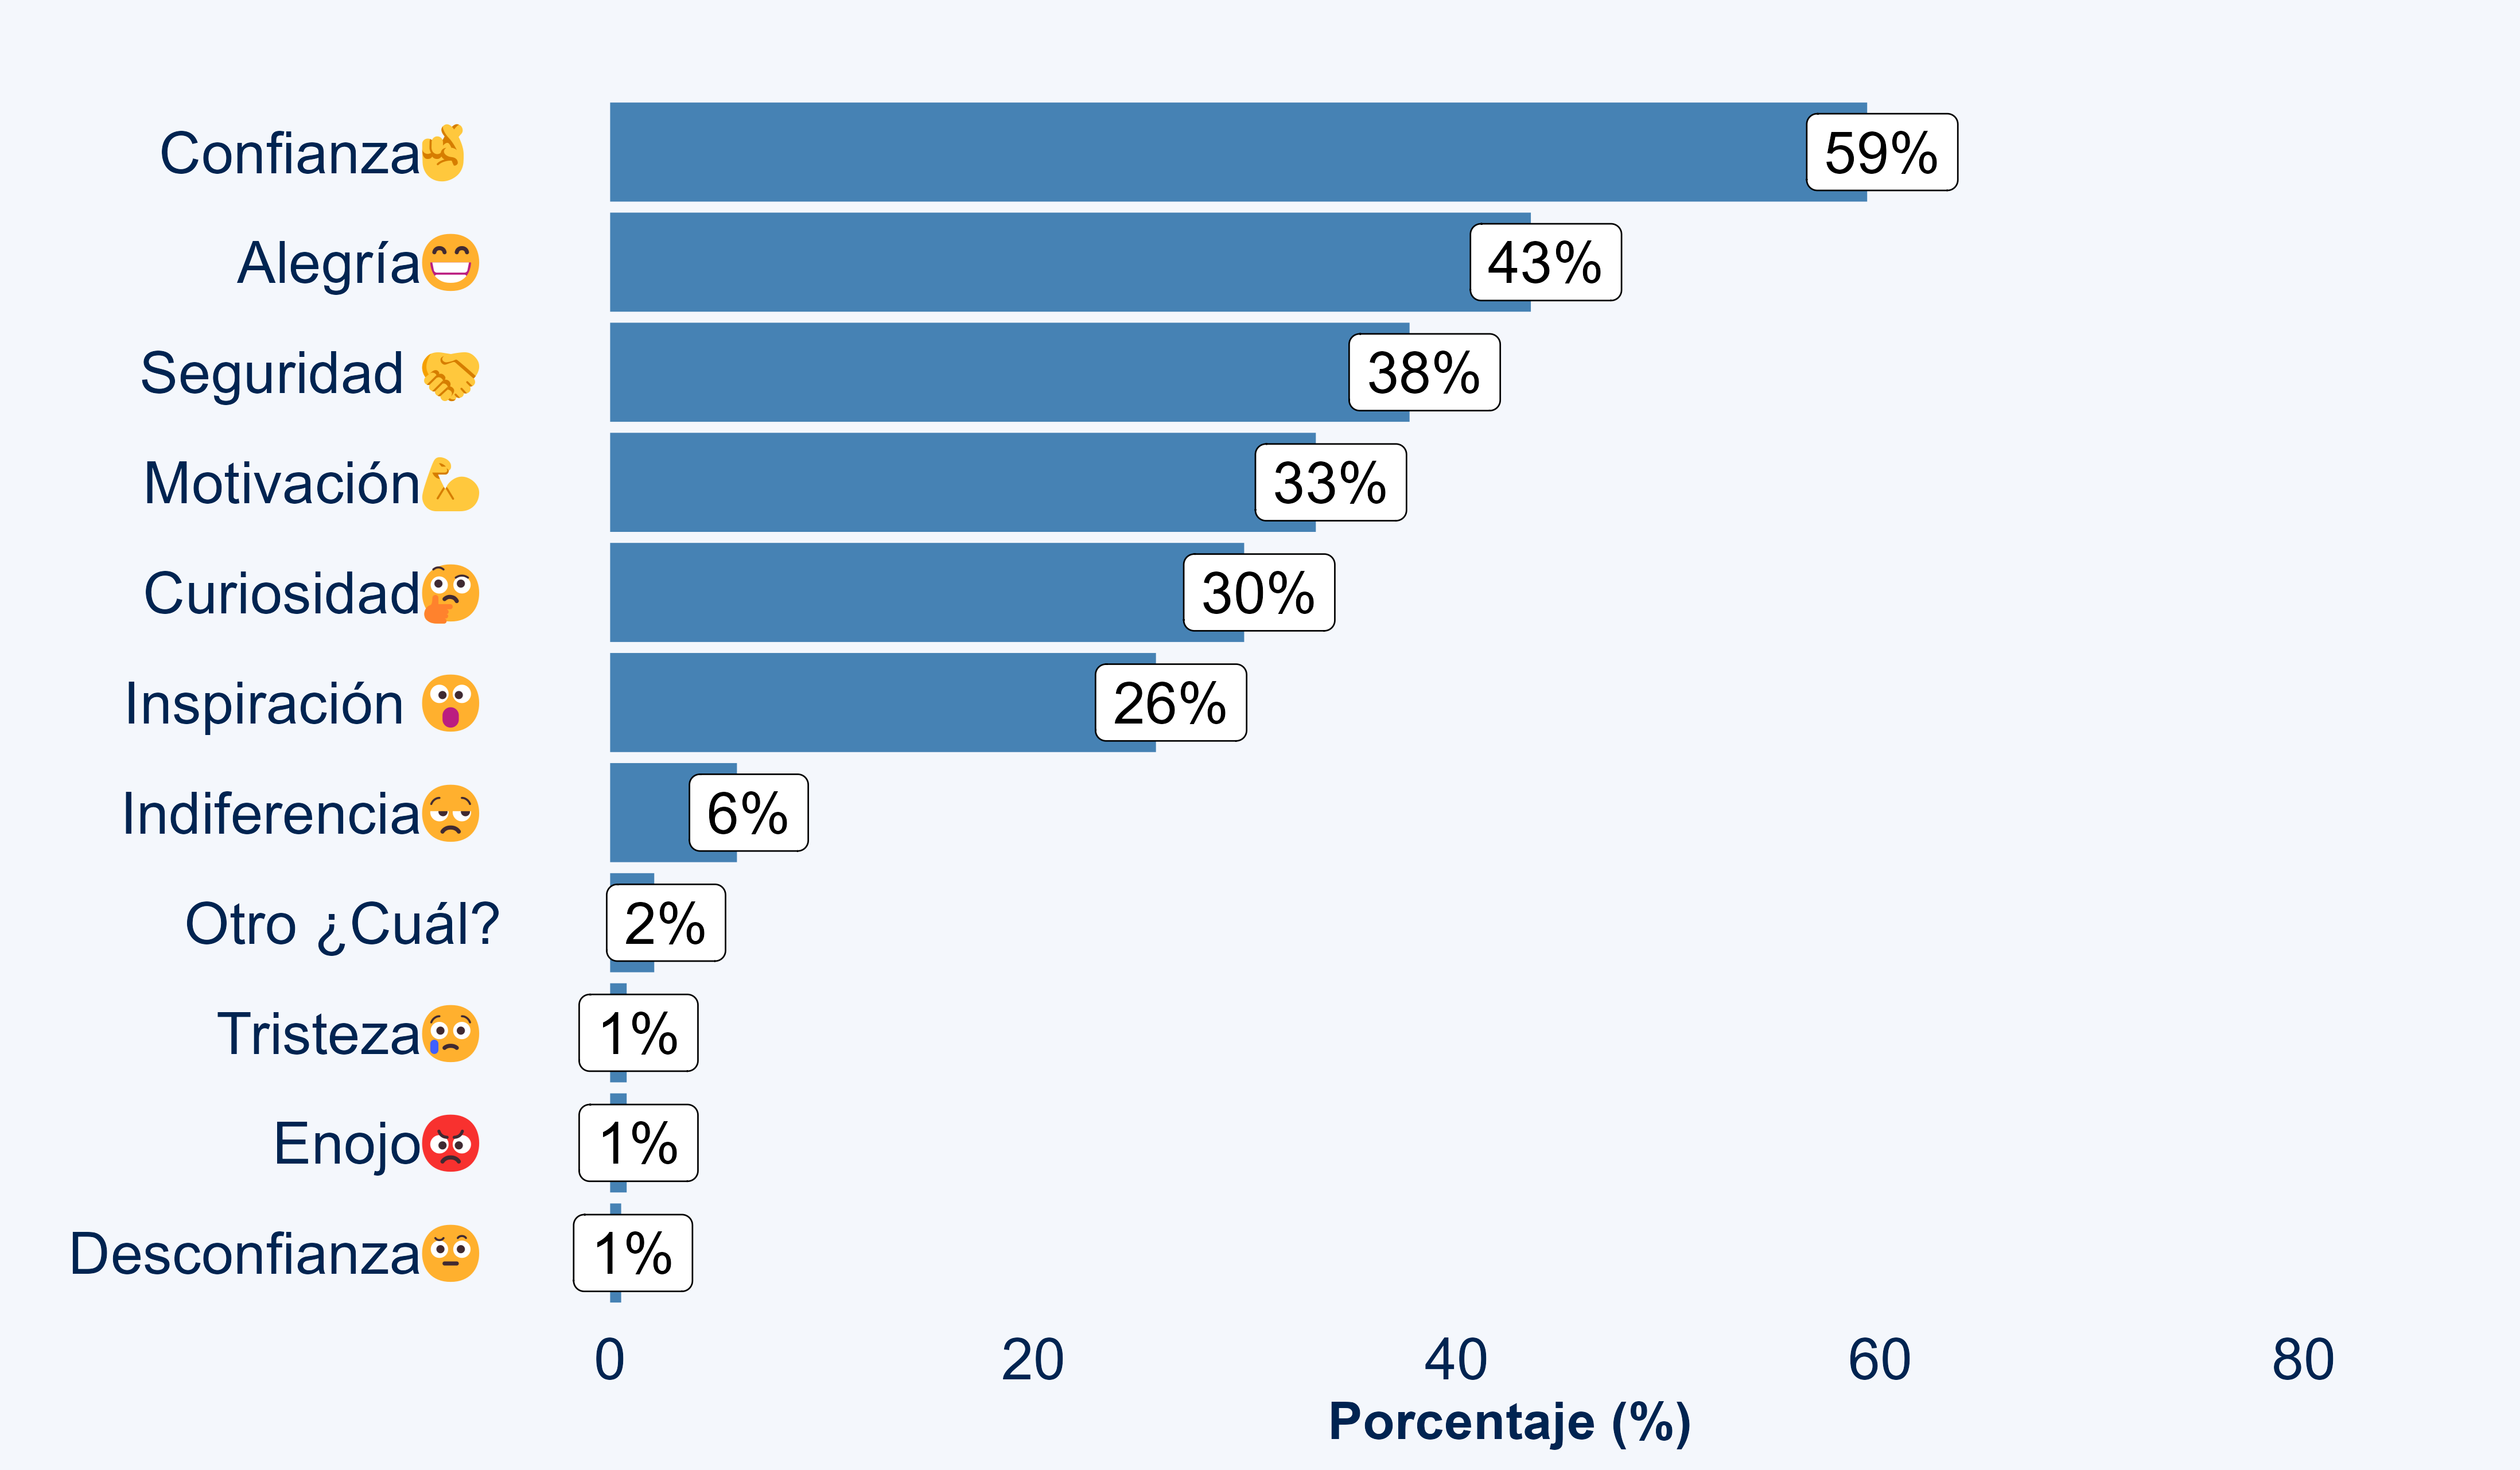 Confianza🤞 59%
Alegría😁 43%
Seguridad 🤝 38%
Motivación💪 33%
Curiosidad🤔 30%
Inspiración 😮 26%
Indiferencia😒 6%
Otro ¿Cuál? 2%
Tristeza😢 1%
Enojo😡 1%
Desconfianza🤨 1%
0 20 40 60 80
Porcentaje (%)